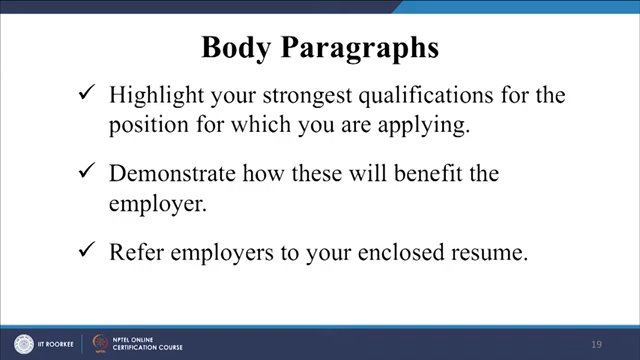 Body Paragraphs
✓ Highlight your strongest qualifications for the
position for which you are applying.
✓ Demonstrate how these will benefit the
employer.
✓ Refer employers to your enclosed resume.
IIT ROORKEE
NPTEL ONLINE
CERTIFICATION COURSE
19